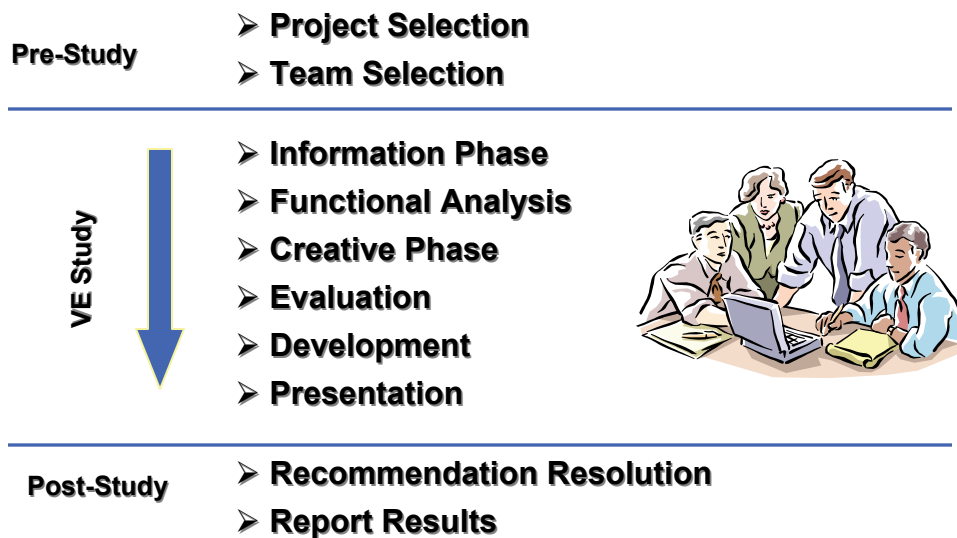 Pre-Study
➢ Project Selection
➢ Team Selection
VE Study
➢ Information Phase
➢ Functional Analysis
➢ Creative Phase
➢ Evaluation
➢ Development
➢ Presentation
Post-Study
➢ Recommendation Resolution
➢ Report Results